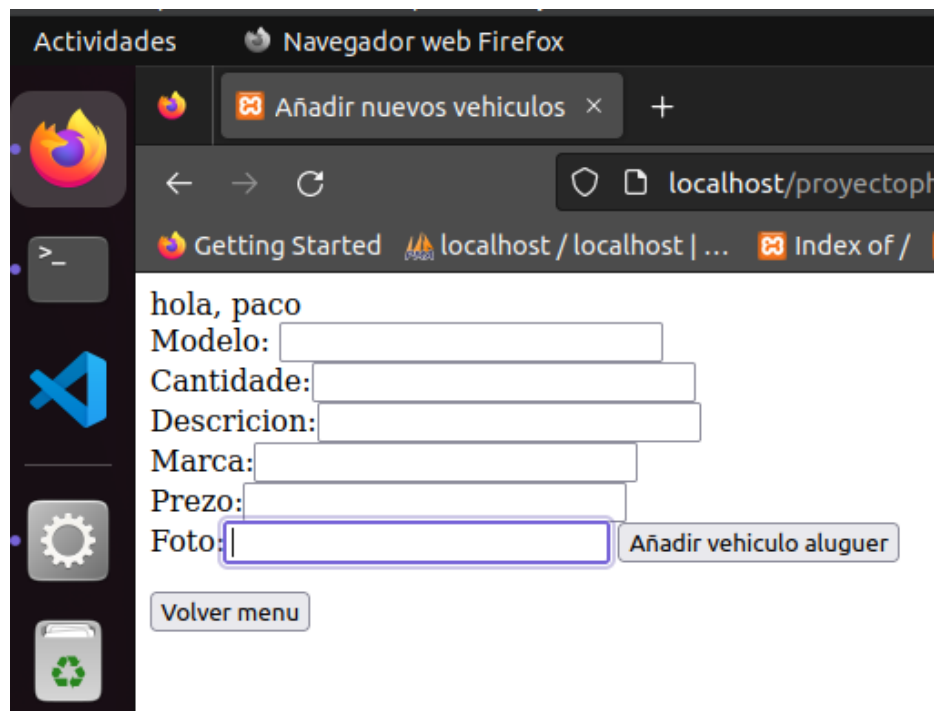 Actividades Navegador web Firefox
Añadir nuevos vehiculos × +
localhost/proyectoph
Getting Started localhost / localhost | ... Index of /
>_
hola, paco
Modelo:
Cantidade:
Descricion:
Marca:
Prezo:
Foto: Añadir vehiculo aluguer
Volver menu